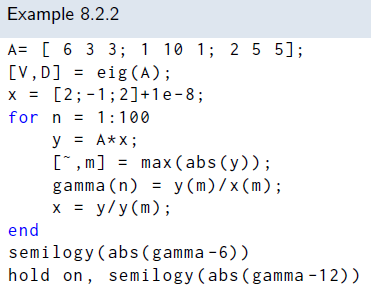 Example 8.2.2
A= [ 6 3 3; 1 10 1; 2 5 5];
[V,D] = eig(A);
x = [2;-1;2]+1e-8;
for n = 1:100
    y = A*x;
    [~,m] = max(abs(y));
    gamma(n) = y(m)/x(m);
    x = y/y(m);
end
semilogy(abs(gamma-6))
hold on, semilogy(abs(gamma-12))